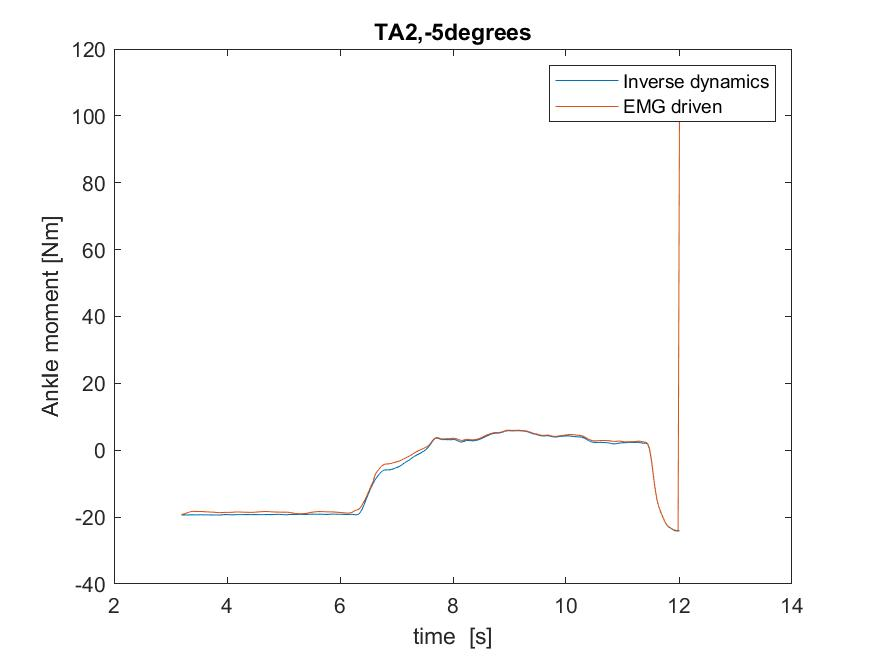 TA2,-5degrees
120
100
80
60
40
20
0
-20
-40
Ankle moment [Nm]
Inverse dynamics
EMG driven
2 4 6 8 10 12 14
time [s]